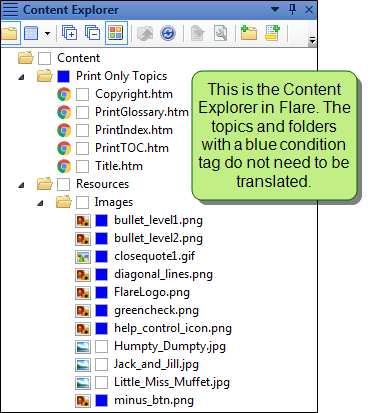 Content Explorer
Content
Print Only Topics
Copyright.htm
PrintGlossary.htm
PrintIndex.htm
PrintTOC.htm
Title.htm
Resources
Images
bullet_level1.png
bullet_level2.png
closequote1.gif
diagonal_lines.png
FlareLogo.png
greencheck.png
help_control_icon.png
Humpty_Dumpty.jpg
Jack_and_Jill.jpg
Little_Miss_Muffet.jpg
minus_btn.png
This is the Content
Explorer in Flare. The
topics and folders
with a blue condition
tag do not need to be
translated.